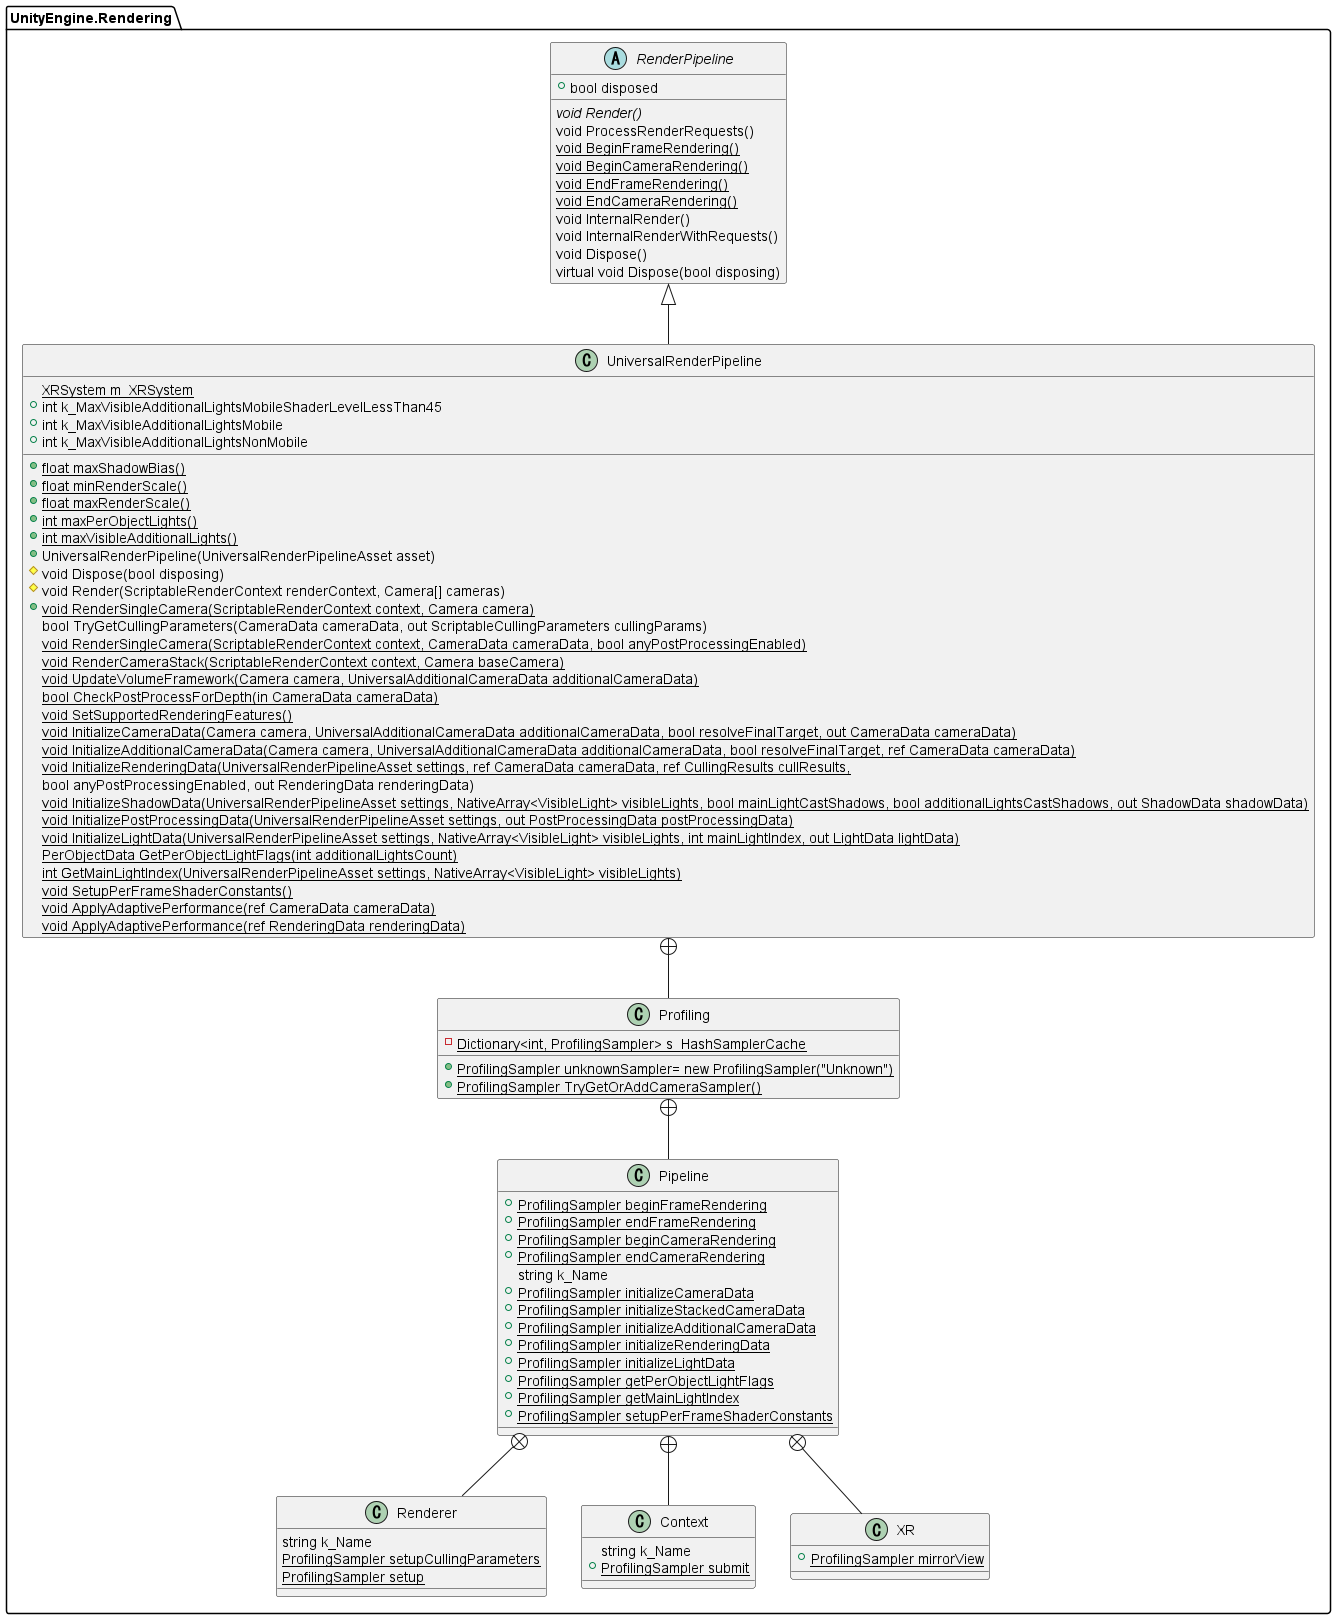 UnityEngine.Rendering
A RenderPipeline
bool disposed
void Render()
void ProcessRenderRequests()
void BeginFrameRendering()
void BeginCameraRendering()
void EndFrameRendering()
void EndCameraRendering()
void InternalRender()
void InternalRenderWithRequests()
void Dispose()
virtual void Dispose(bool disposing)
C UniversalRenderPipeline
XRSystem m_XRSystem
int k_MaxVisibleAdditionalLightsMobileShaderLevelLessThan45
int k_MaxVisibleAdditionalLightsMobile
int k_MaxVisibleAdditionalLightsNonMobile
float maxShadowBias()
float minRenderScale()
float maxRenderScale()
int maxPerObjectLights()
int maxVisibleAdditionalLights()
UniversalRenderPipeline(UniversalRenderPipelineAsset asset)
void Dispose(bool disposing)
void Render(ScriptableRenderContext renderContext, Camera[] cameras)
void RenderSingleCamera(ScriptableRenderContext context, Camera camera)
bool TryGetCullingParameters(CameraData cameraData, out ScriptableCullingParameters cullingParams)
void RenderSingleCamera(ScriptableRenderContext context, CameraData cameraData, bool anyPostProcessingEnabled)
void RenderCameraStack(ScriptableRenderContext context, Camera baseCamera)
void UpdateVolumeFramework(Camera camera, UniversalAdditionalCameraData additionalCameraData)
bool CheckPostProcessForDepth(in CameraData cameraData)
void SetSupportedRenderingFeatures()
void InitializeCameraData(Camera camera, UniversalAdditionalCameraData additionalCameraData, bool resolveFinalTarget, out CameraData cameraData)
void InitializeAdditionalCameraData(Camera camera, UniversalAdditionalCameraData additionalCameraData, bool resolveFinalTarget, ref CameraData cameraData)
void InitializeRenderingData(UniversalRenderPipelineAsset settings, ref CameraData cameraData, ref CullingResults cullResults,
bool anyPostProcessingEnabled, out RenderingData renderingData)
void InitializeShadowData(UniversalRenderPipelineAsset settings, NativeArray<VisibleLight> visibleLights, bool mainLightCastShadows, bool additionalLightsCastShadows, out ShadowData shadowData)
void InitializePostProcessingData(UniversalRenderPipelineAsset settings, out PostProcessingData postProcessingData)
void InitializeLightData(UniversalRenderPipelineAsset settings, NativeArray<VisibleLight> visibleLights, int mainLightIndex, out LightData lightData)
PerObjectData GetPerObjectLightFlags(int additionalLightsCount)
int GetMainLightIndex(UniversalRenderPipelineAsset settings, NativeArray<VisibleLight> visibleLights)
void SetupPerFrameShaderConstants()
void ApplyAdaptivePerformance(ref CameraData cameraData)
void ApplyAdaptivePerformance(ref RenderingData renderingData)
C Profiling
Dictionary<int, ProfilingSampler> s_HashSamplerCache
ProfilingSampler unknownSampler= new ProfilingSampler("Unknown")
ProfilingSampler TryGetOrAddCameraSampler()
C Pipeline
ProfilingSampler beginFrameRendering
ProfilingSampler endFrameRendering
ProfilingSampler beginCameraRendering
ProfilingSampler endCameraRendering
string k_Name
ProfilingSampler initializeCameraData
ProfilingSampler initializeStackedCameraData
ProfilingSampler initializeAdditionalCameraData
ProfilingSampler initializeRenderingData
ProfilingSampler initializeLightData
ProfilingSampler getPerObjectLightFlags
ProfilingSampler getMainLightIndex
ProfilingSampler setupPerFrameShaderConstants
C Renderer
string k_Name
ProfilingSampler setupCullingParameters
ProfilingSampler setup
C Context
string k_Name
ProfilingSampler submit
C XR
ProfilingSampler mirrorView